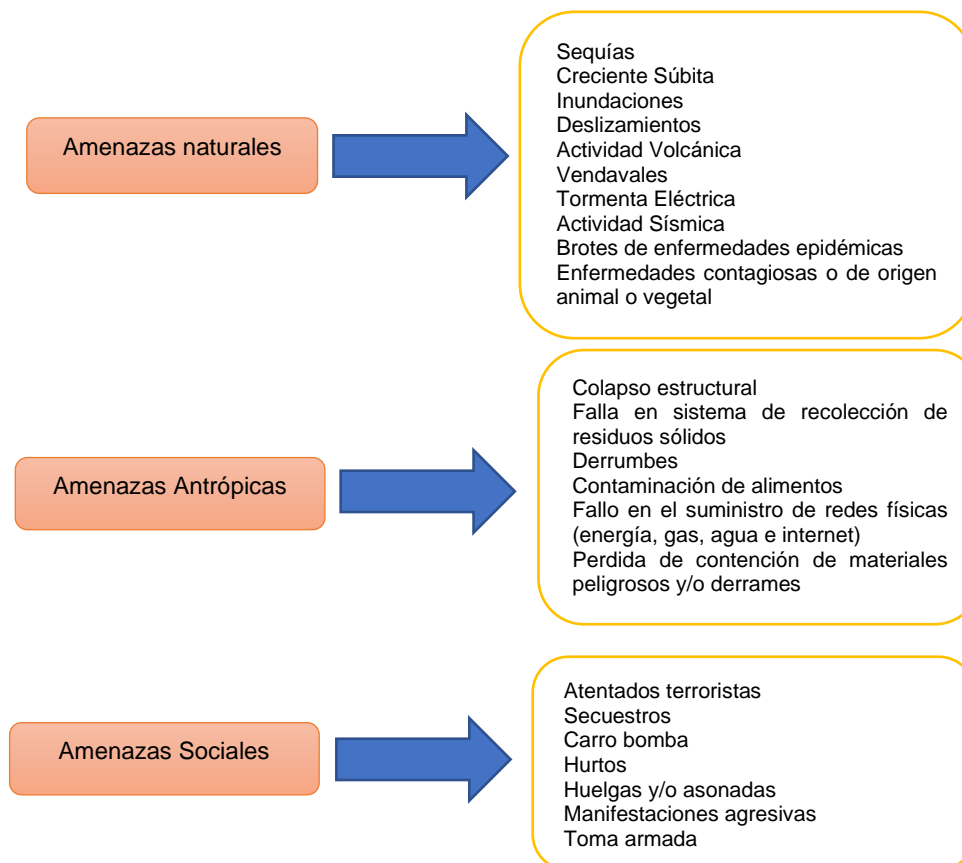 Amenazas naturales
Sequías
Creciente Súbita
Inundaciones
Deslizamientos
Actividad Volcánica
Vendavales
Tormenta Eléctrica
Actividad Sísmica
Brotes de enfermedades epidémicas
Enfermedades contagiosas o de origen
animal o vegetal
Amenazas Antrópicas
Colapso estructural
Falla en sistema de recolección de
residuos sólidos
Derrumbes
Contaminación de alimentos
Fallo en el suministro de redes físicas
(energía, gas, agua e internet)
Perdida de contención de materiales
peligrosos y/o derrames
Amenazas Sociales
Atentados terroristas
Secuestros
Carro bomba
Hurtos
Huelgas y/o asonadas
Manifestaciones agresivas
Toma armada